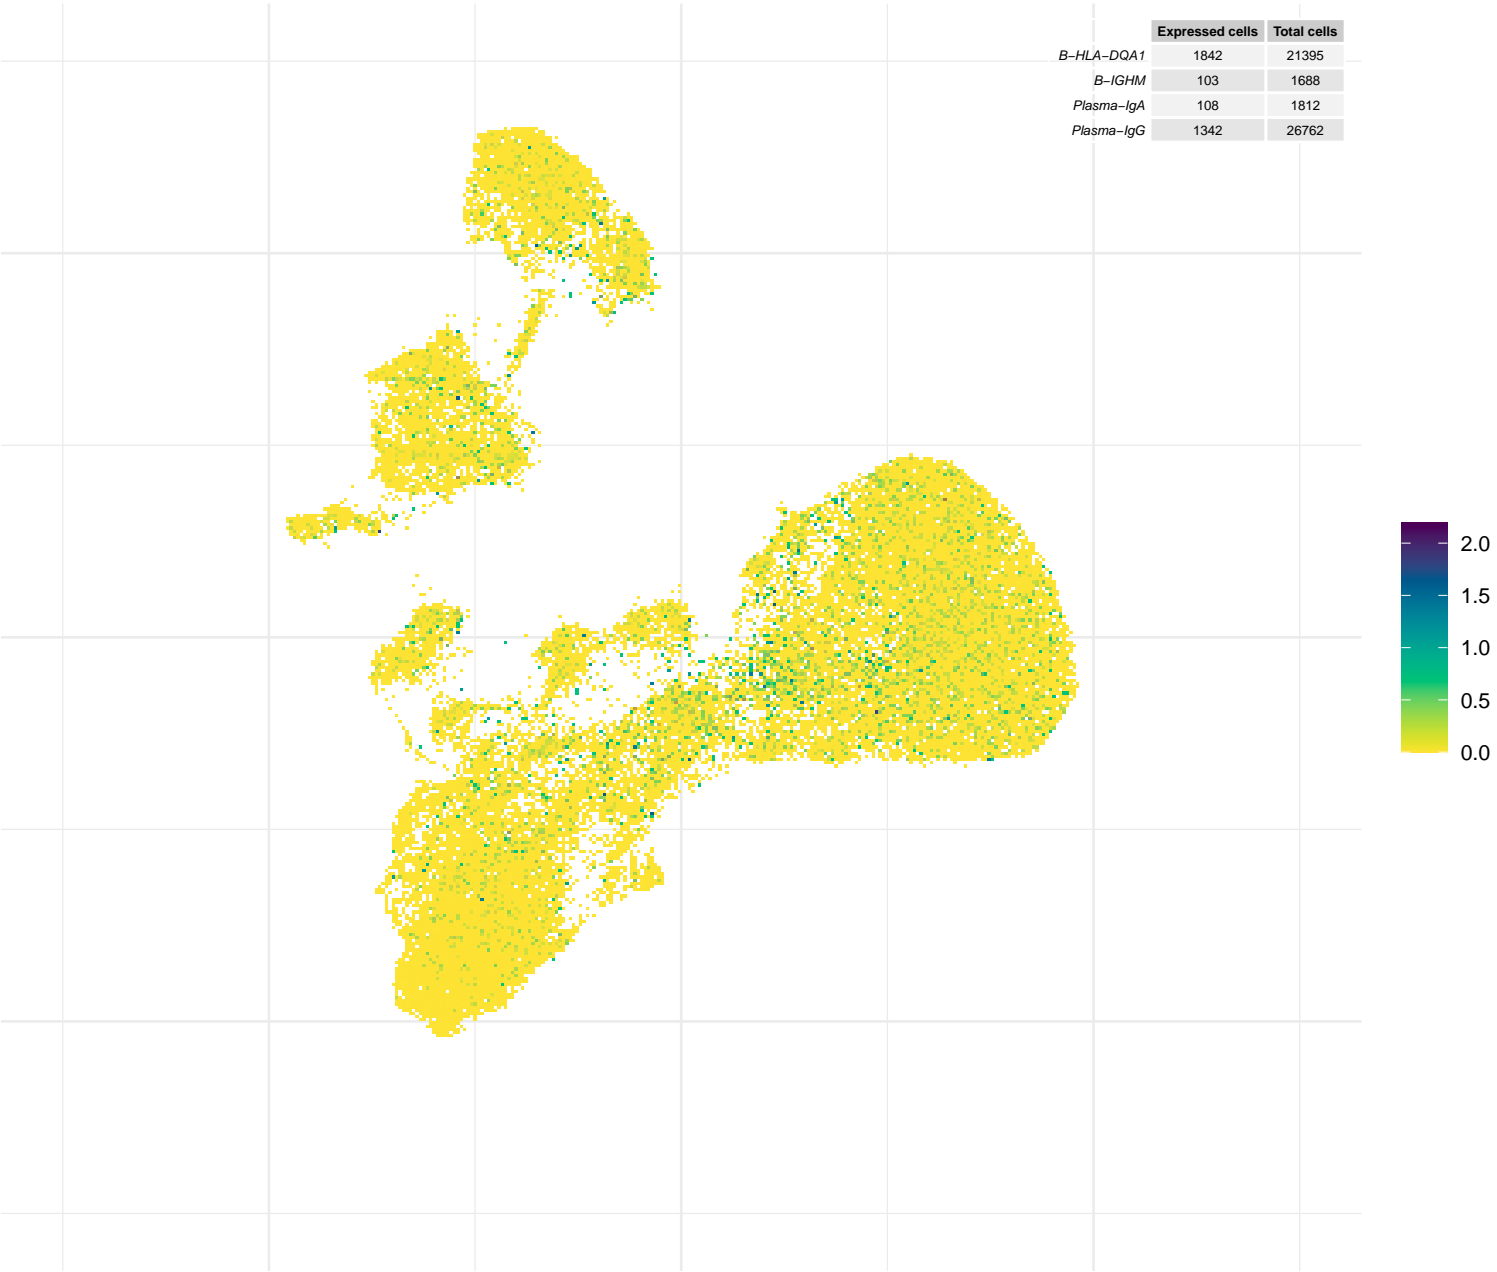 Expressed cells Total cells
B−HLA−DQA1 1842 21395
B−IGHM 103 1688
Plasma−IgA 108 1812
Plasma−IgG 1342 26762
2.0
1.5
1.0
0.5
0.0